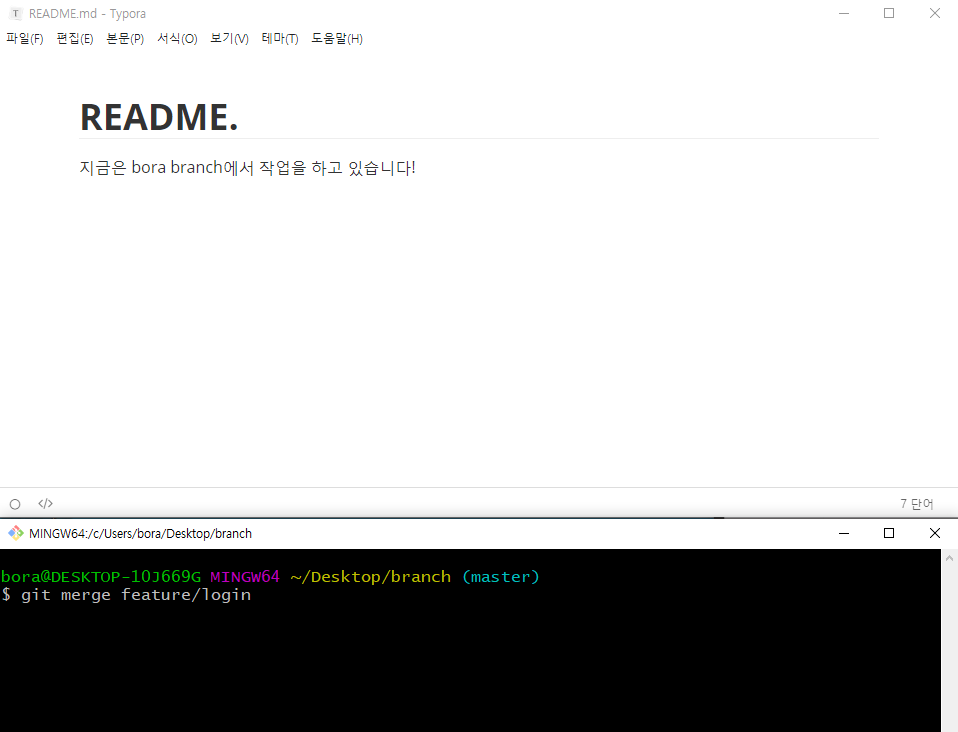 README.md - Typora
파일(F) 편집(E) 본문(P) 서식(O) 보기(V) 테마(T) 도움말(H)
README.
지금은 bora branch에서 작업을 하고 있습니다!
</> 7 단어
MINGW64:/c/Users/bora/Desktop/branch
bora@DESKTOP-1OJ669G MINGW64 ~/Desktop/branch (master)
$ git merge feature/login